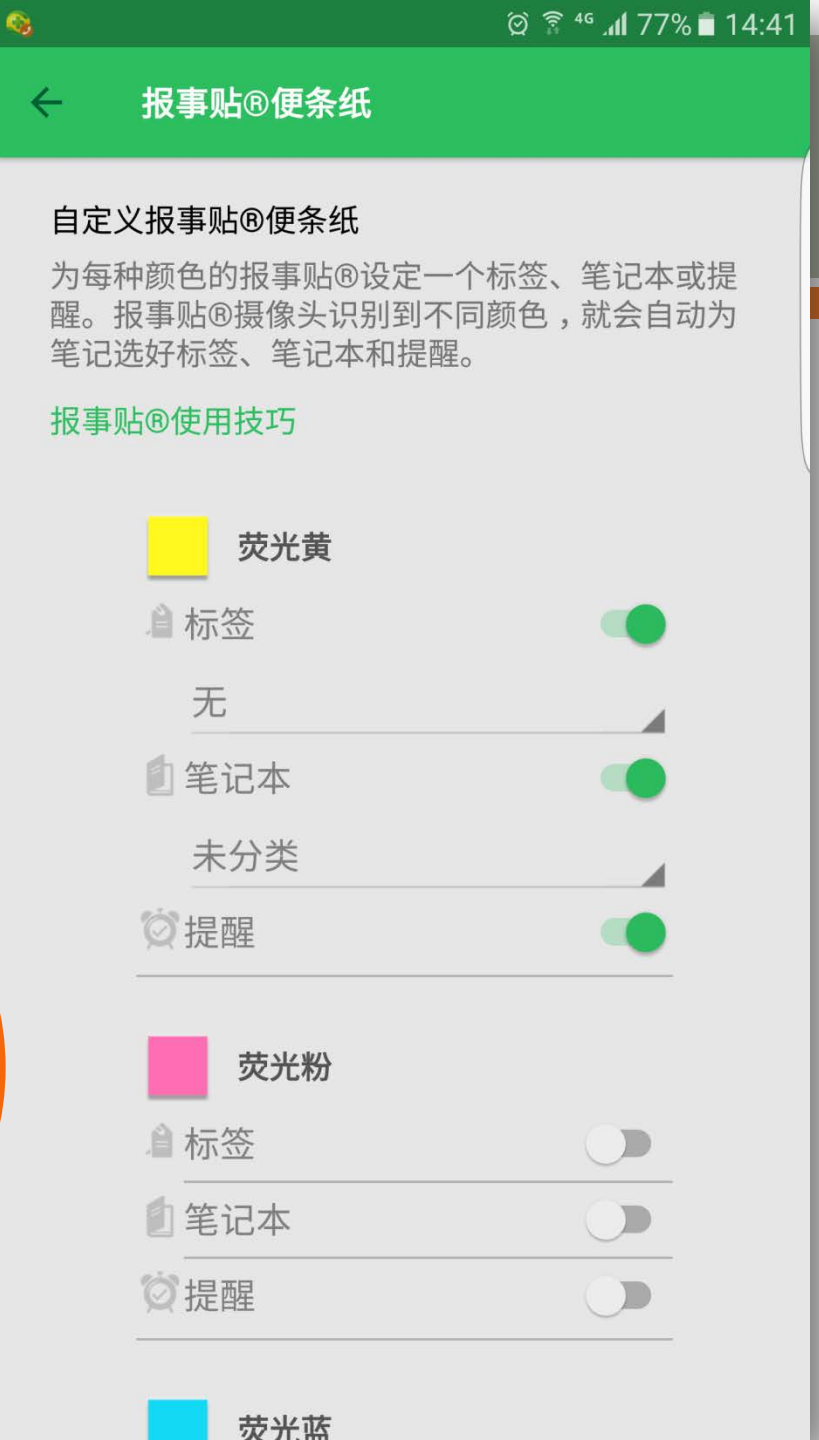 4G 77% 14:41
报事贴®便条纸
自定义报事贴®便条纸
为每种颜色的报事贴®设定一个标签、笔记本或提
醒。报事贴®摄像头识别到不同颜色，就会自动为
笔记选好标签、笔记本和提醒。
报事贴®使用技巧
荧光黄
标签
无
笔记本
未分类
提醒
荧光粉
标签
笔记本
提醒
荧光蓝